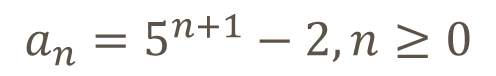 aₙ = 5ⁿ⁺¹ − 2, n ≥ 0